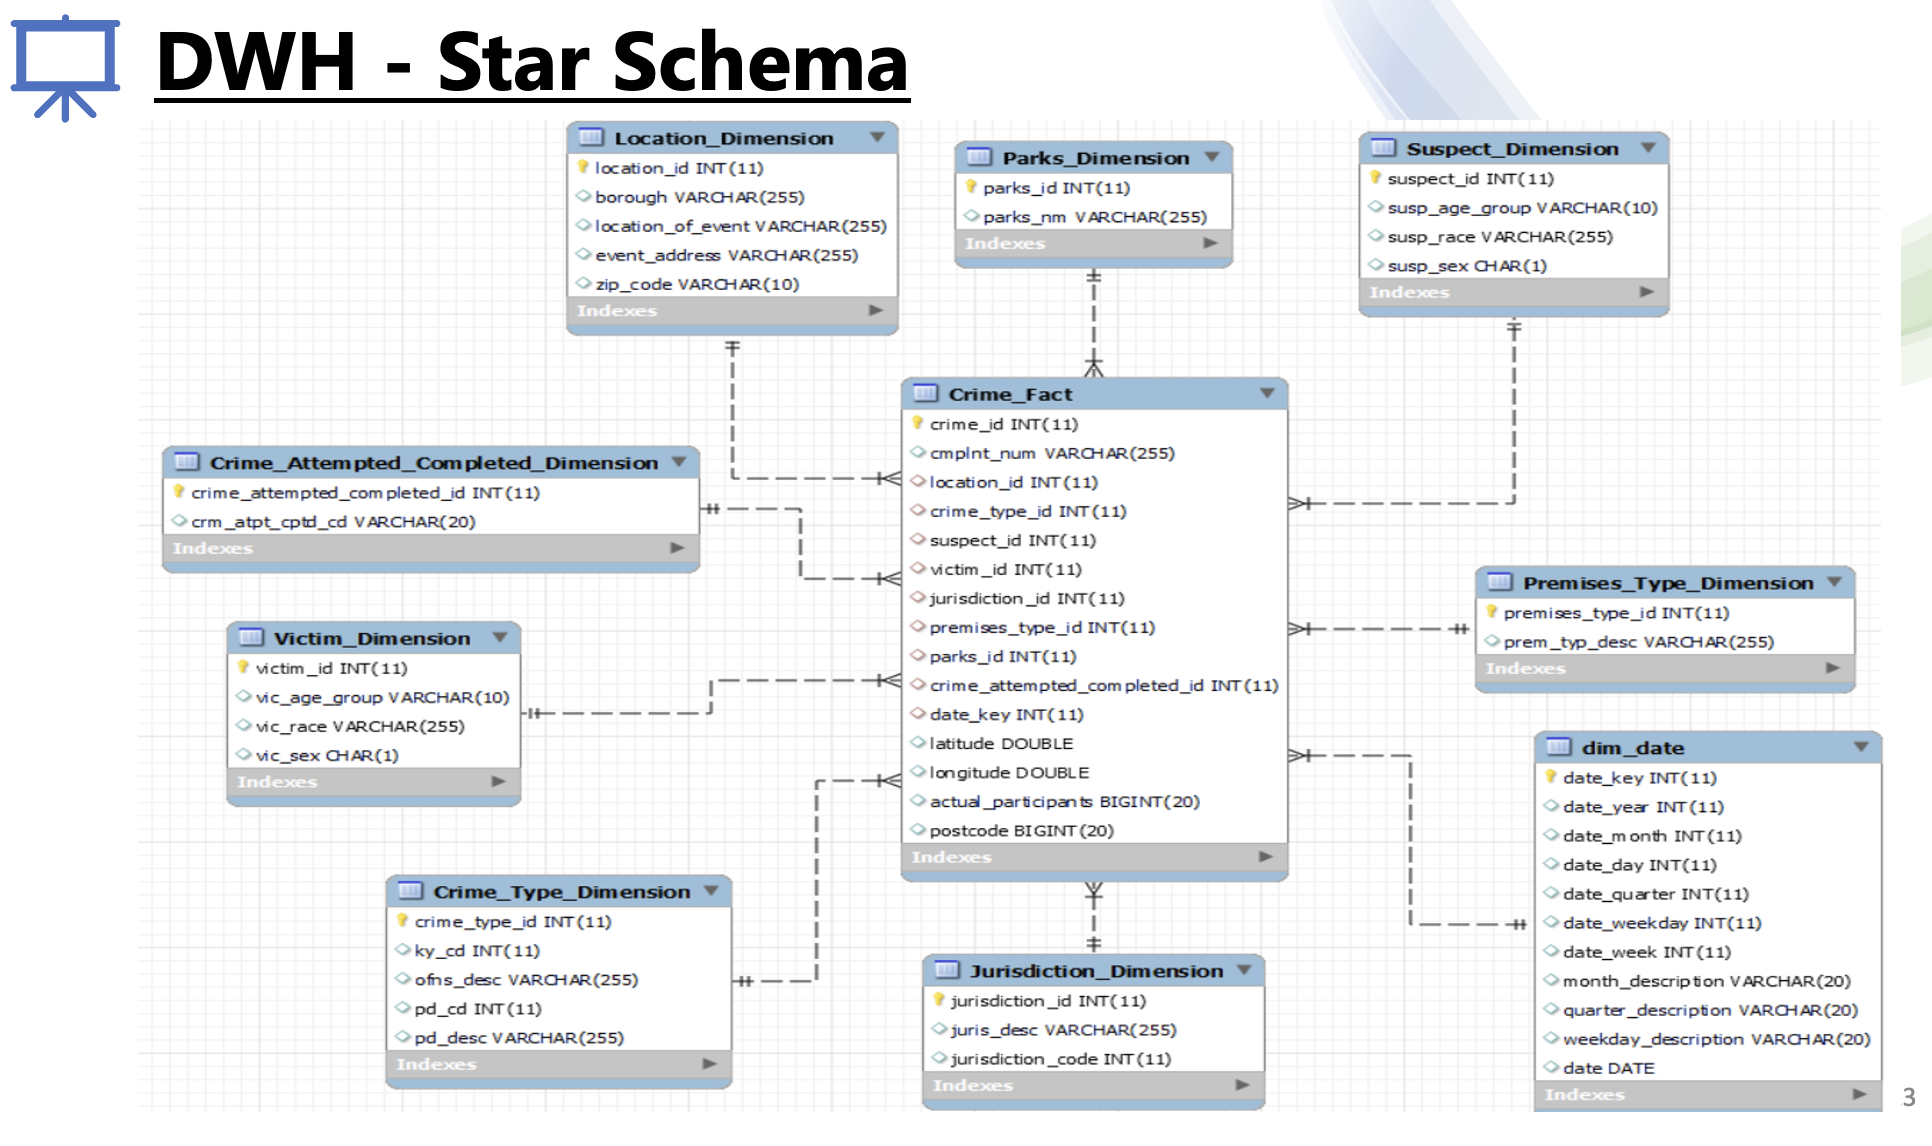 DWH - Star Schema
Location_Dimension
location_id INT(11)
borough VARCHAR(255)
location_of_event VARCHAR(255)
event_address VARCHAR(255)
zip_code VARCHAR(10)
Indexes
Parks_Dimension
parks_id INT(11)
parks_nm VARCHAR(255)
Indexes
Suspect_Dimension
suspect_id INT(11)
susp_age_group VARCHAR(10)
susp_race VARCHAR(255)
susp_sex CHAR(1)
Indexes
Crime_Attempted_Completed_Dimension
crime_attempted_completed_id INT(11)
crm_atpt_cptd_cd VARCHAR(20)
Indexes
Crime_Fact
crime_id INT(11)
cmplnt_num VARCHAR(255)
location_id INT(11)
crime_type_id INT(11)
suspect_id INT(11)
victim_id INT(11)
jurisdiction_id INT(11)
premises_type_id INT(11)
parks_id INT(11)
crime_attempted_completed_id INT(11)
date_key INT(11)
latitude DOUBLE
longitude DOUBLE
actual_participants BIGINT(20)
postcode BIGINT(20)
Indexes
Premises_Type_Dimension
premises_type_id INT(11)
prem_typ_desc VARCHAR(255)
Indexes
Victim_Dimension
victim_id INT(11)
vic_age_group VARCHAR(10)
vic_race VARCHAR(255)
vic_sex CHAR(1)
Indexes
dim_date
date_key INT(11)
date_year INT(11)
date_month INT(11)
date_day INT(11)
date_quarter INT(11)
date_weekday INT(11)
date_week INT(11)
month_description VARCHAR(20)
quarter_description VARCHAR(20)
weekday_description VARCHAR(20)
date DATE
Indexes
Crime_Type_Dimension
crime_type_id INT(11)
ky_cd INT(11)
ofns_desc VARCHAR(255)
pd_cd INT(11)
pd_desc VARCHAR(255)
Indexes
Jurisdiction_Dimension
jurisdiction_id INT(11)
juris_desc VARCHAR(255)
jurisdiction_code INT(11)
Indexes
3